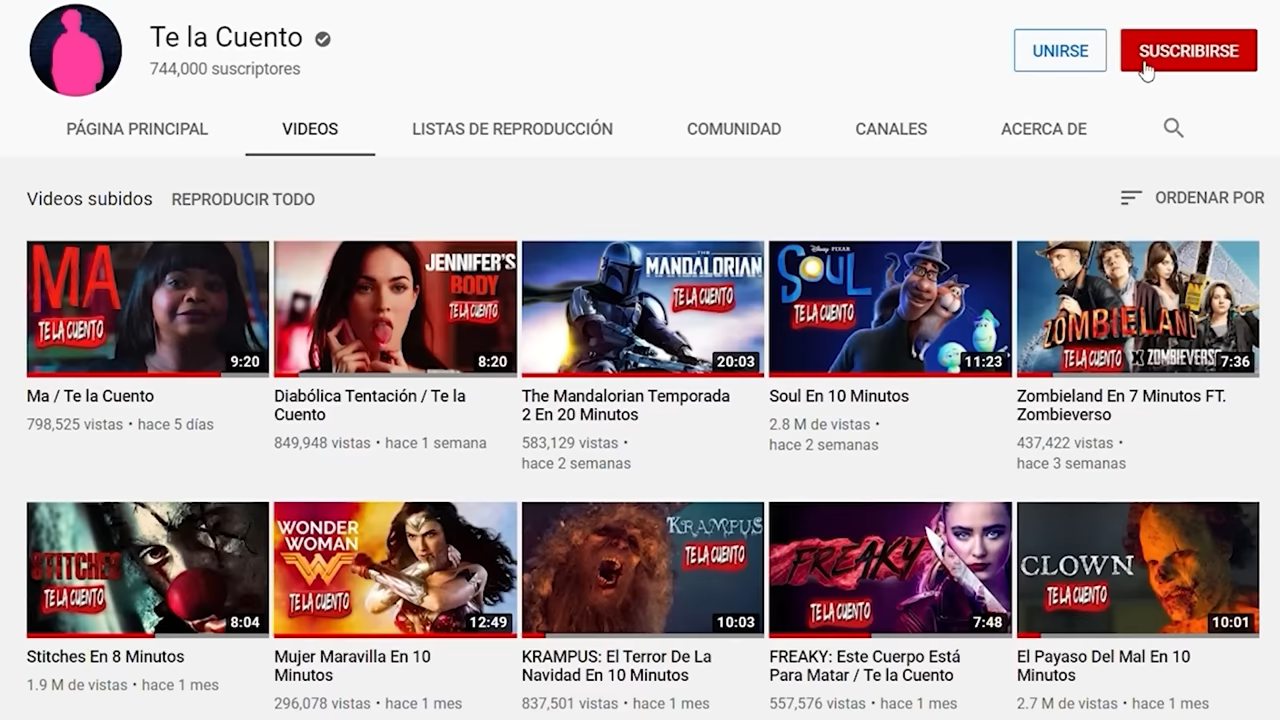 Te la Cuento
744,000 suscriptores
UNIRSE
SUSCRIBIRSE
PÁGINA PRINCIPAL
VIDEOS
LISTAS DE REPRODUCCIÓN
COMUNIDAD
CANALES
ACERCA DE
Videos subidos
REPRODUCIR TODO
ORDENAR POR
MA
TE LA CUENTO
9:20
JENNIFER'S
BODY
TE LA CUENTO
8:20
THE
MANDALORIAN
TE LA CUENTO
20:03
Disney PIXAR
SOUL
TE LA CUENTO
11:23
ZOMBIELAND
TE LA CUENTO X ZOMBIEVERS
7:36
Ma / Te la Cuento
798,525 vistas • hace 5 días
Diabólica Tentación / Te la
Cuento
849,948 vistas • hace 1 semana
The Mandalorian Temporada
2 En 20 Minutos
583,129 vistas •
hace 2 semanas
Soul En 10 Minutos
2.8 M de vistas •
hace 2 semanas
Zombieland En 7 Minutos FT.
Zombieverso
437,422 vistas •
hace 3 semanas
STITCHES
TE LA CUENTO
8:04
WONDER
WOMAN
TE LA CUENTO
12:49
KRAMPUS
TE LA CUENTO
10:03
FREAKY
TE LA CUENTO
7:48
CLOWN
TE LA CUENTO
10:01
Stitches En 8 Minutos
1.9 M de vistas • hace 1 mes
Mujer Maravilla En 10
Minutos
296,078 vistas • hace 1 mes
KRAMPUS: El Terror De La
Navidad En 10 Minutos
837,501 vistas • hace 1 mes
FREAKY: Este Cuerpo Está
Para Matar / Te la Cuento
557,576 vistas • hace 1 mes
El Payaso Del Mal En 10
Minutos
2.7 M de vistas • hace 1 mes